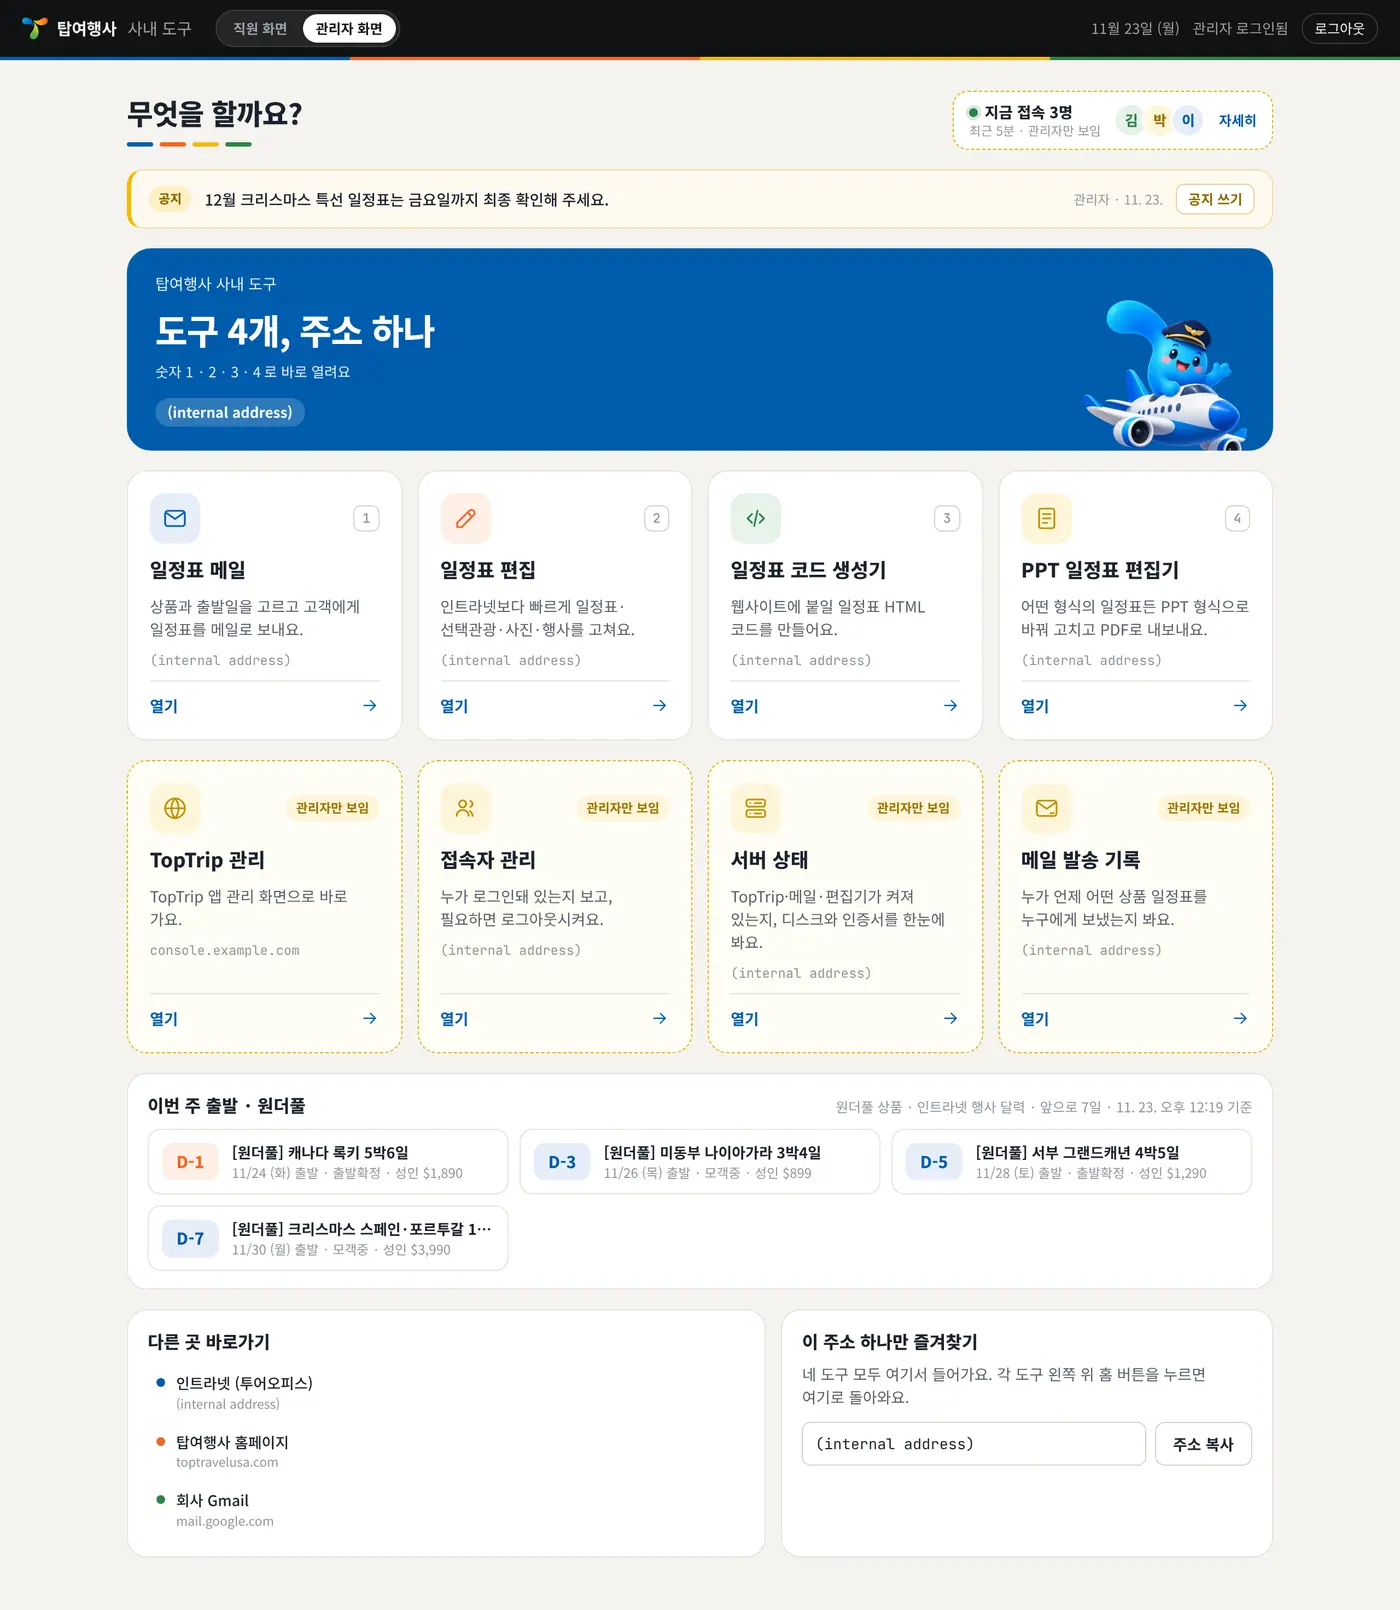 탑여행사 사내 도구
직원 화면
관리자 화면
11월 23일 (월)
관리자 로그인됨
로그아웃
무엇을 할까요?
지금 접속 3명
최근 5분 · 관리자만 보임
김
박
이
자세히
공지
12월 크리스마스 특선 일정표는 금요일까지 최종 확인해 주세요.
관리자 · 11. 23.
공지 쓰기
탑여행사 사내 도구
도구 4개, 주소 하나
숫자 1 · 2 · 3 · 4 로 바로 열려요
(internal address)
1
일정표 메일
상품과 출발일을 고르고 고객에게
일정표를 메일로 보내요.
(internal address)
열기
2
일정표 편집
인트라넷보다 빠르게 일정표·
선택관광·사진·행사를 고쳐요.
(internal address)
열기
3
일정표 코드 생성기
웹사이트에 붙일 일정표 HTML
코드를 만들어요.
(internal address)
열기
4
PPT 일정표 편집기
어떤 형식의 일정표든 PPT 형식으로
바꿔 고치고 PDF로 내보내요.
(internal address)
열기
관리자만 보임
TopTrip 관리
TopTrip 앱 관리 화면으로 바로
가요.
console.example.com
열기
관리자만 보임
접속자 관리
누가 로그인돼 있는지 보고,
필요하면 로그아웃시켜요.
(internal address)
열기
관리자만 보임
서버 상태
TopTrip·메일·편집기가 켜져
있는지, 디스크와 인증서를 한눈에
봐요.
(internal address)
열기
관리자만 보임
메일 발송 기록
누가 언제 어떤 상품 일정표를
누구에게 보냈는지 봐요.
(internal address)
열기
이번 주 출발 · 원더풀
원더풀 상품 · 인트라넷 행사 달력 · 앞으로 7일 · 11. 23. 오후 12:19 기준
D-1
[원더풀] 캐나다 록키 5박6일
11/24 (화) 출발 · 출발확정 · 성인 $1,890
D-3
[원더풀] 미동부 나이아가라 3박4일
11/26 (목) 출발 · 모객중 · 성인 $899
D-5
[원더풀] 서부 그랜드캐년 4박5일
11/28 (토) 출발 · 출발확정 · 성인 $1,290
D-7
[원더풀] 크리스마스 스페인·포르투갈 1…
11/30 (월) 출발 · 모객중 · 성인 $3,990
다른 곳 바로가기
인트라넷 (투어오피스)
(internal address)
탑여행사 홈페이지
toptravelusa.com
회사 Gmail
mail.google.com
이 주소 하나만 즐겨찾기
네 도구 모두 여기서 들어가요. 각 도구 왼쪽 위 홈 버튼을 누르면
여기로 돌아와요.
(internal address)
주소 복사